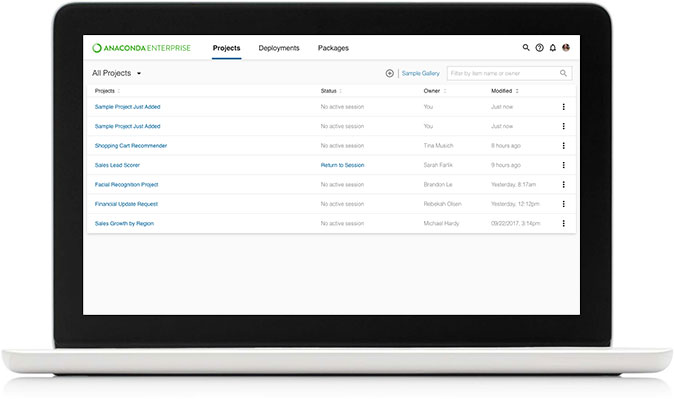 ANACONDA ENTERPRISE Projects Deployments Packages
All Projects Sample Gallery Filter by item name or owner
Projects Status Owner Modified
Sample Project Just Added No active session You Just now
Sample Project Just Added No active session You Just now
Shopping Cart Recommender No active session Tina Musich 8 hours ago
Sales Lead Scorer Return to Session Sarah Farlik 9 hours ago
Facial Recognition Project No active session Brandon Le Yesterday, 8:17am
Financial Update Request No active session Rebekah Olsen Yesterday, 12:12pm
Sales Growth by Region No active session Michael Hardy 09/22/2017, 3:14pm